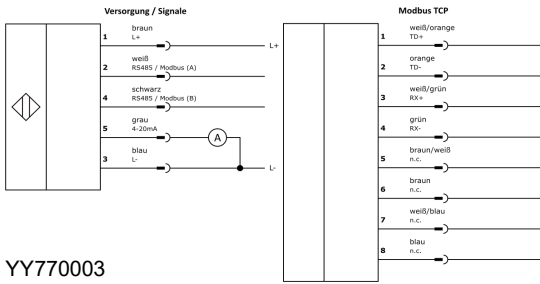 Versorgung / Signale
braun
1 L+
L+
weiß
2 RS485 / Modbus (A)
schwarz
4 RS485 / Modbus (B)
grau
5 4-20mA
A
blau
3 L-
L-
YY770003
Modbus TCP
weiß/orange
1 TD+
orange
2 TD-
weiß/grün
3 RX+
grün
4 RX-
braun/weiß
5 n.c.
braun
6 n.c.
weiß/blau
7 n.c.
blau
8 n.c.